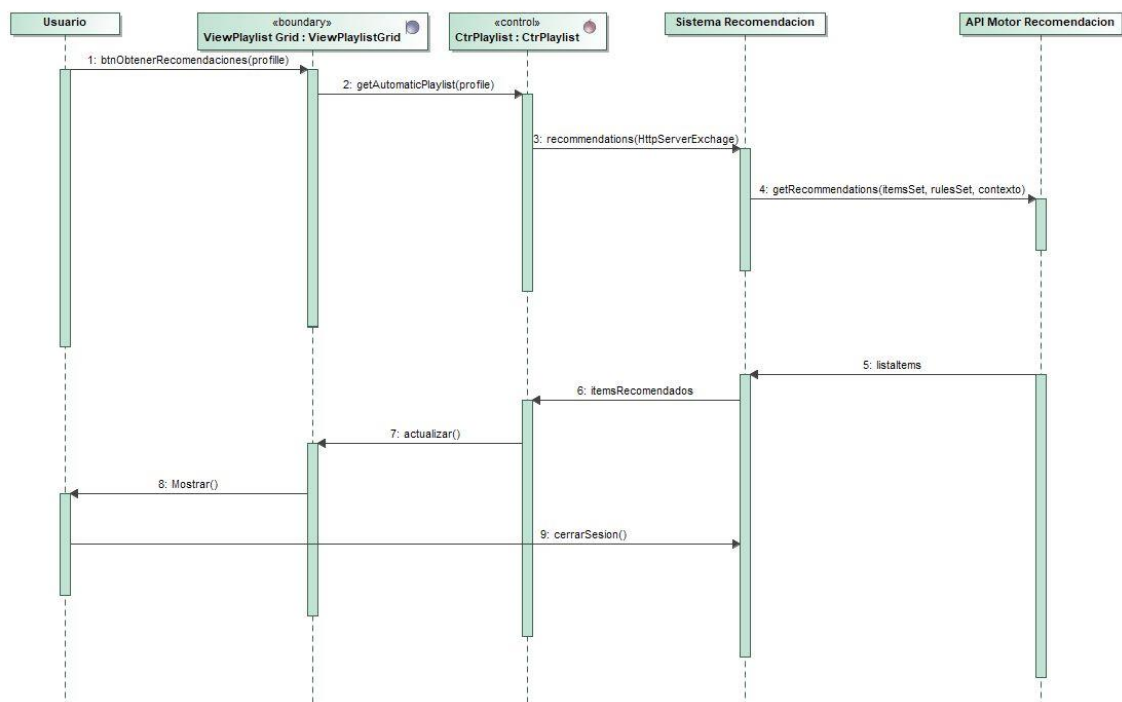 Usuario
«boundary»
ViewPlaylist Grid : ViewPlaylistGrid
«control»
CtrPlaylist : CtrPlaylist
Sistema Recomendacion
API Motor Recomendacion
1: btnObtenerRecomendaciones(profille)
2: getAutomaticPlaylist(profile)
3: recommendations(HttpServerExchage)
4: getRecommendations(itemsSet, rulesSet, contexto)
5: listaItems
6: itemsRecomendados
7: actualizar()
8: Mostrar()
9: cerrarSesion()